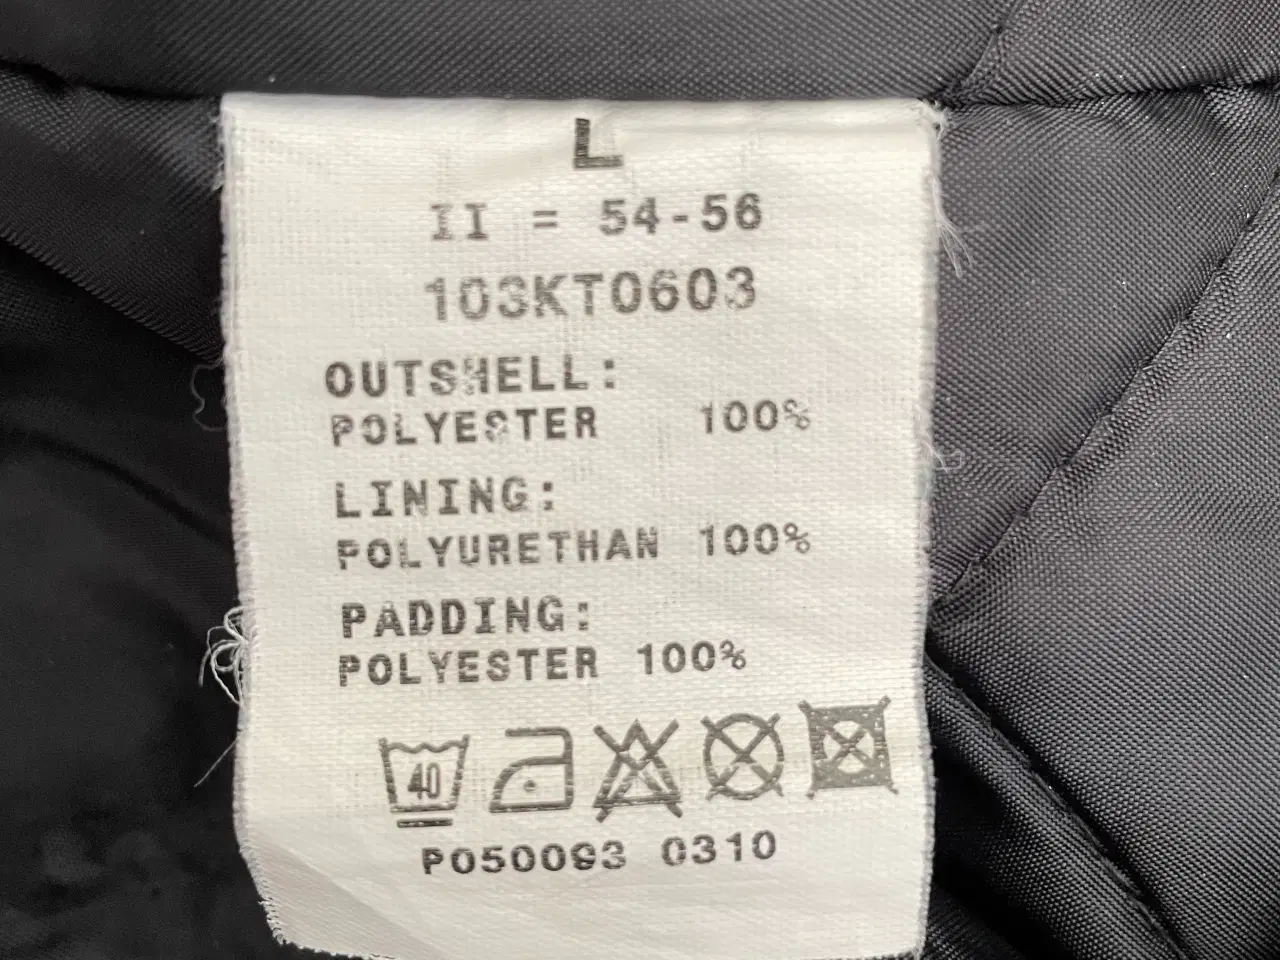 L
II = 54-56
103KT0603
OUTSHELL:
POLYESTER 100%
LINING:
POLYURETHAN 100%
PADDING:
POLYESTER 100%
40
P050093 0310